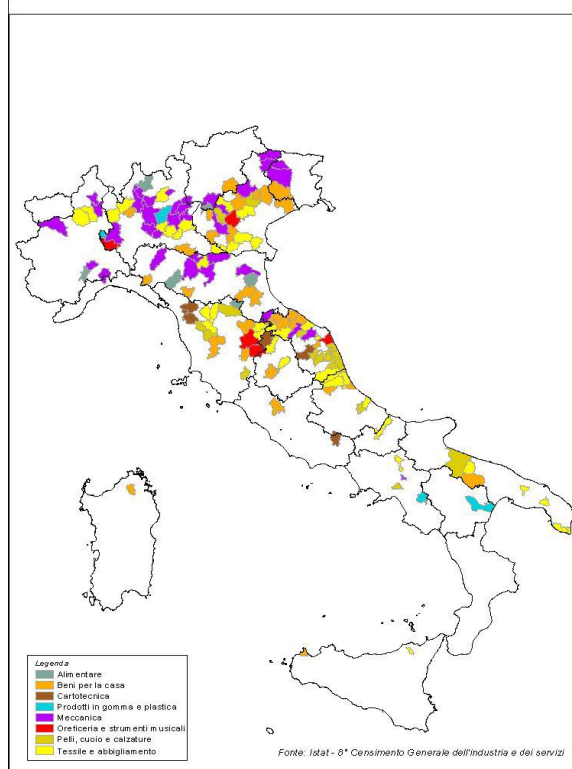 Legenda
Alimentare
Beni per la casa
Cartotecnica
Prodotti in gomma e plastica
Meccanica
Oreficeria e strumenti musicali
Pelli, cuoio e calzature
Tessile e abbigliamento
Fonte: Istat - 8° Censimento Generale dell'industria e dei servizi